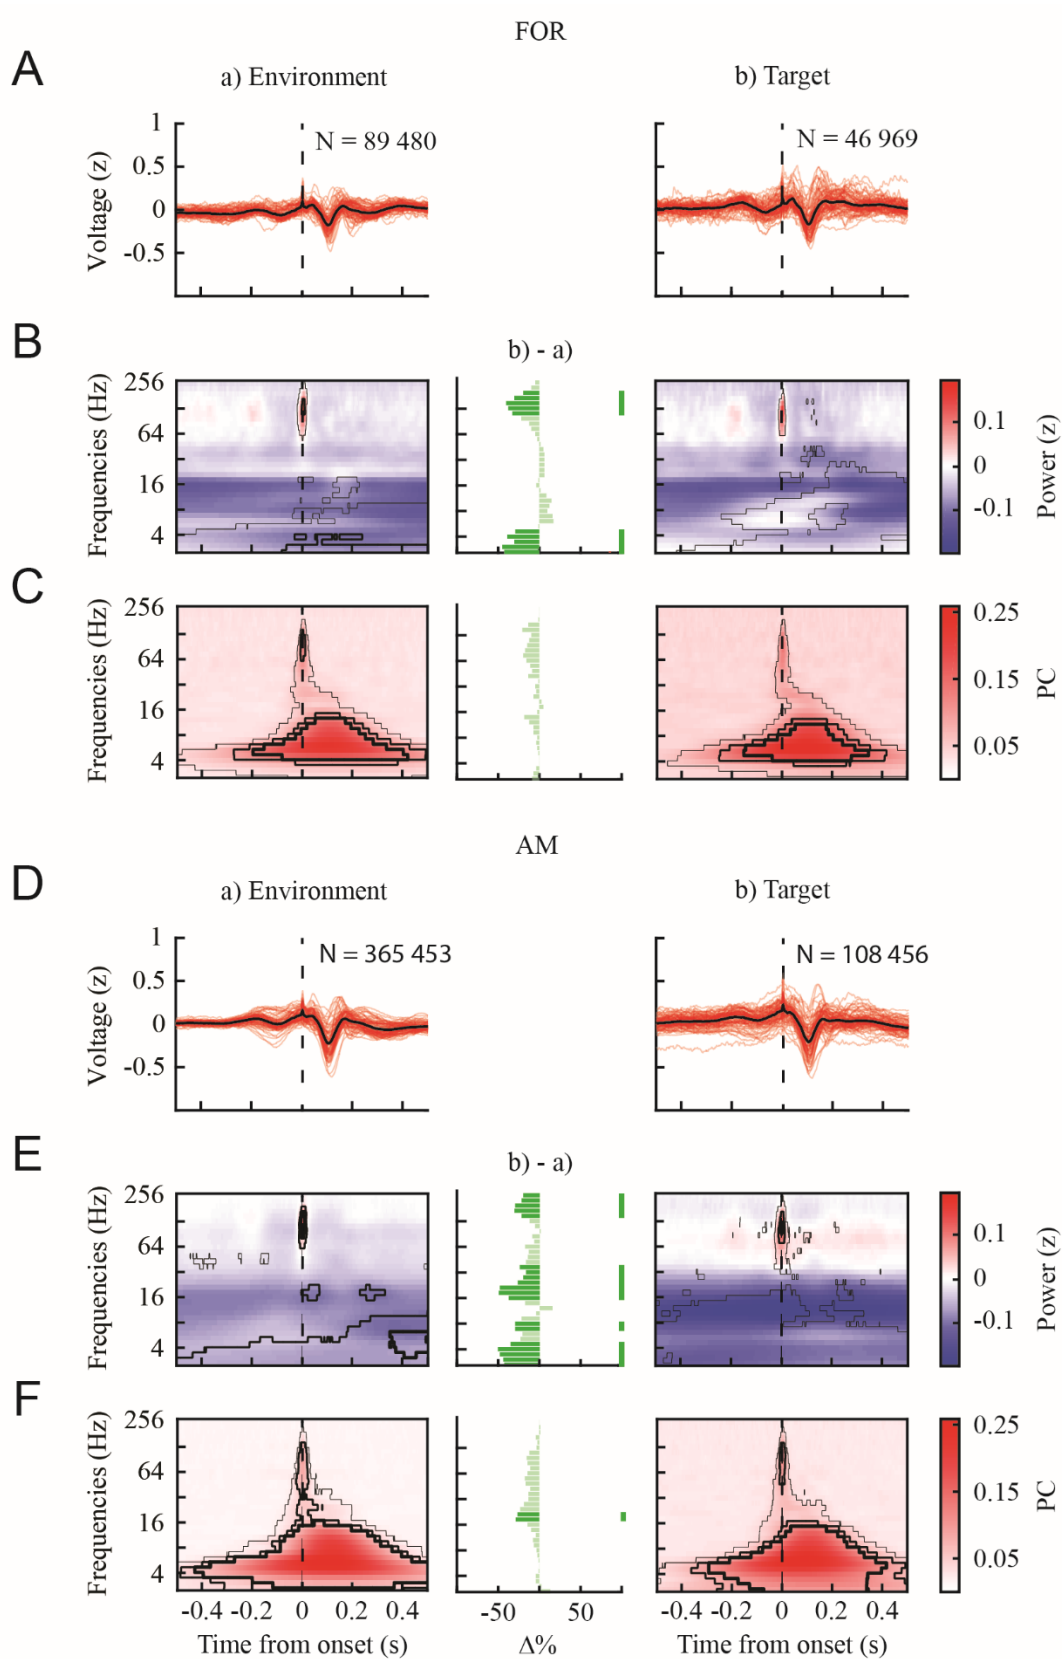 FOR
A
a) Environment
b) Target
Voltage (z)
1
0.5
0
-0.5
N = 89 480
N = 46 969
B
b) - a)
Frequencies (Hz)
256
64
16
4
0.1
0
-0.1
Power (z)
C
Frequencies (Hz)
256
64
16
4
0.25
0.15
0.05
PC
AM
D
a) Environment
b) Target
Voltage (z)
1
0.5
0
-0.5
N = 365 453
N = 108 456
E
b) - a)
Frequencies (Hz)
256
64
16
4
0.1
0
-0.1
Power (z)
F
Frequencies (Hz)
256
64
16
4
0.25
0.15
0.05
PC
-0.4 -0.2 0 0.2 0.4
-50 50
-0.4 -0.2 0 0.2 0.4
Time from onset (s)
Δ%
Time from onset (s)